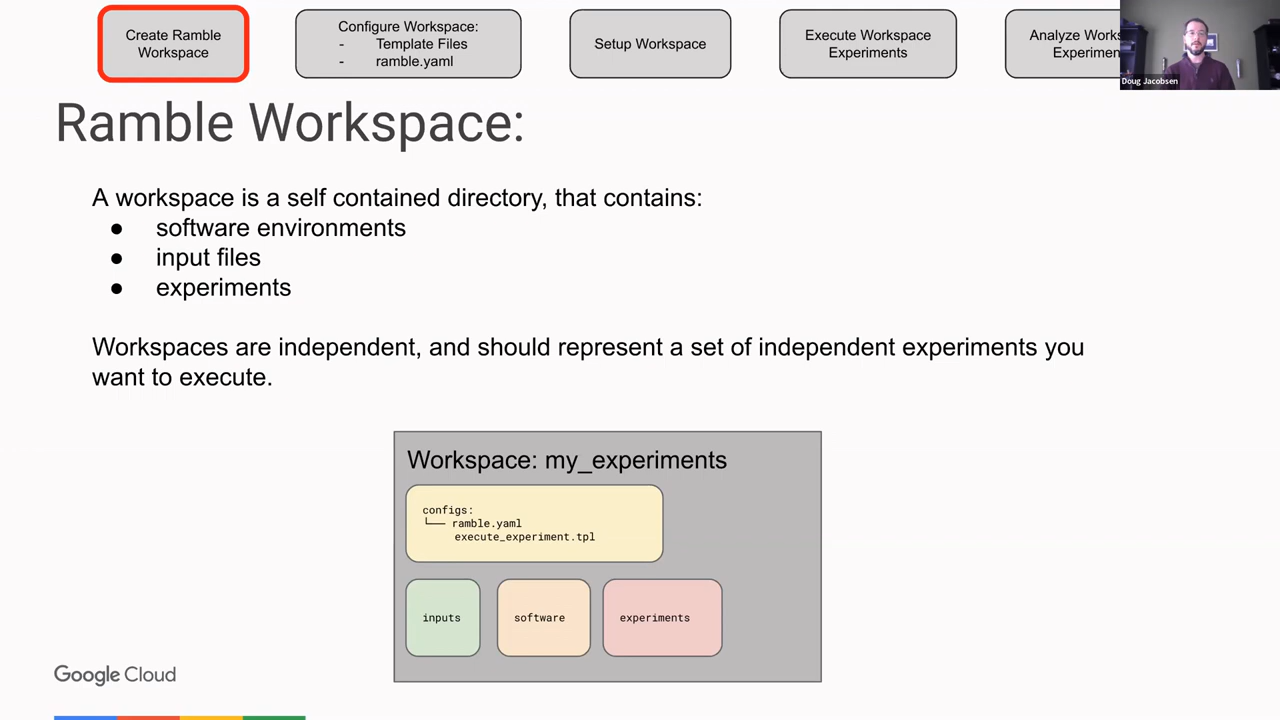 Create Ramble
Workspace
Configure Workspace:
- Template Files
- ramble.yaml
Setup Workspace
Execute Workspace
Experiments
Analyze
Doug Jacobsen
Ramble Workspace:
A workspace is a self contained directory, that contains:
● software environments
● input files
● experiments
Workspaces are independent, and should represent a set of independent experiments you
want to execute.
Workspace: my_experiments
configs:
└── ramble.yaml
execute_experiment.tpl
inputs
software
experiments
Google Cloud